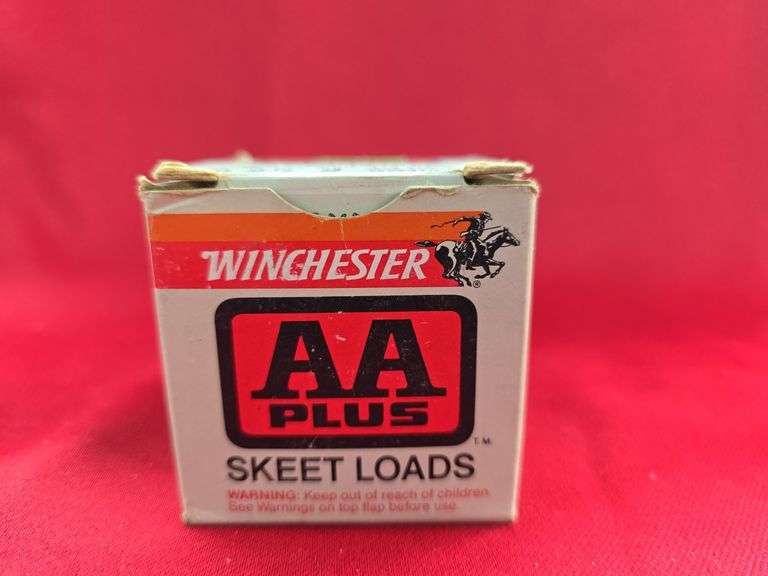 WINCHESTER
®
AA
PLUS
T.M.
SKEET LOADS
WARNING: Keep out of reach of children.
See Warnings on top flap before use.